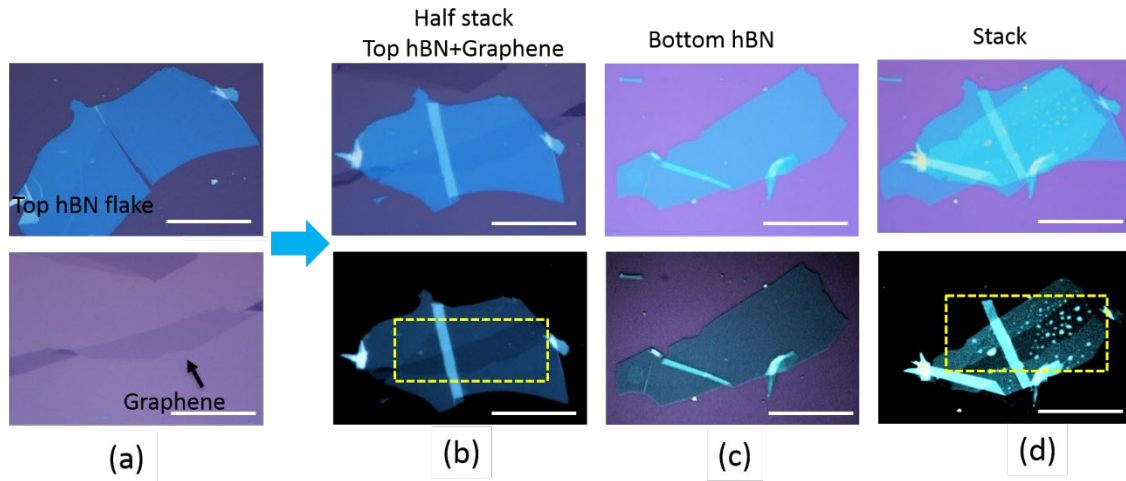 Half stack
Top hBN+Graphene
Bottom hBN
Stack
Top hBN flake
Graphene
(a)
(b)
(c)
(d)